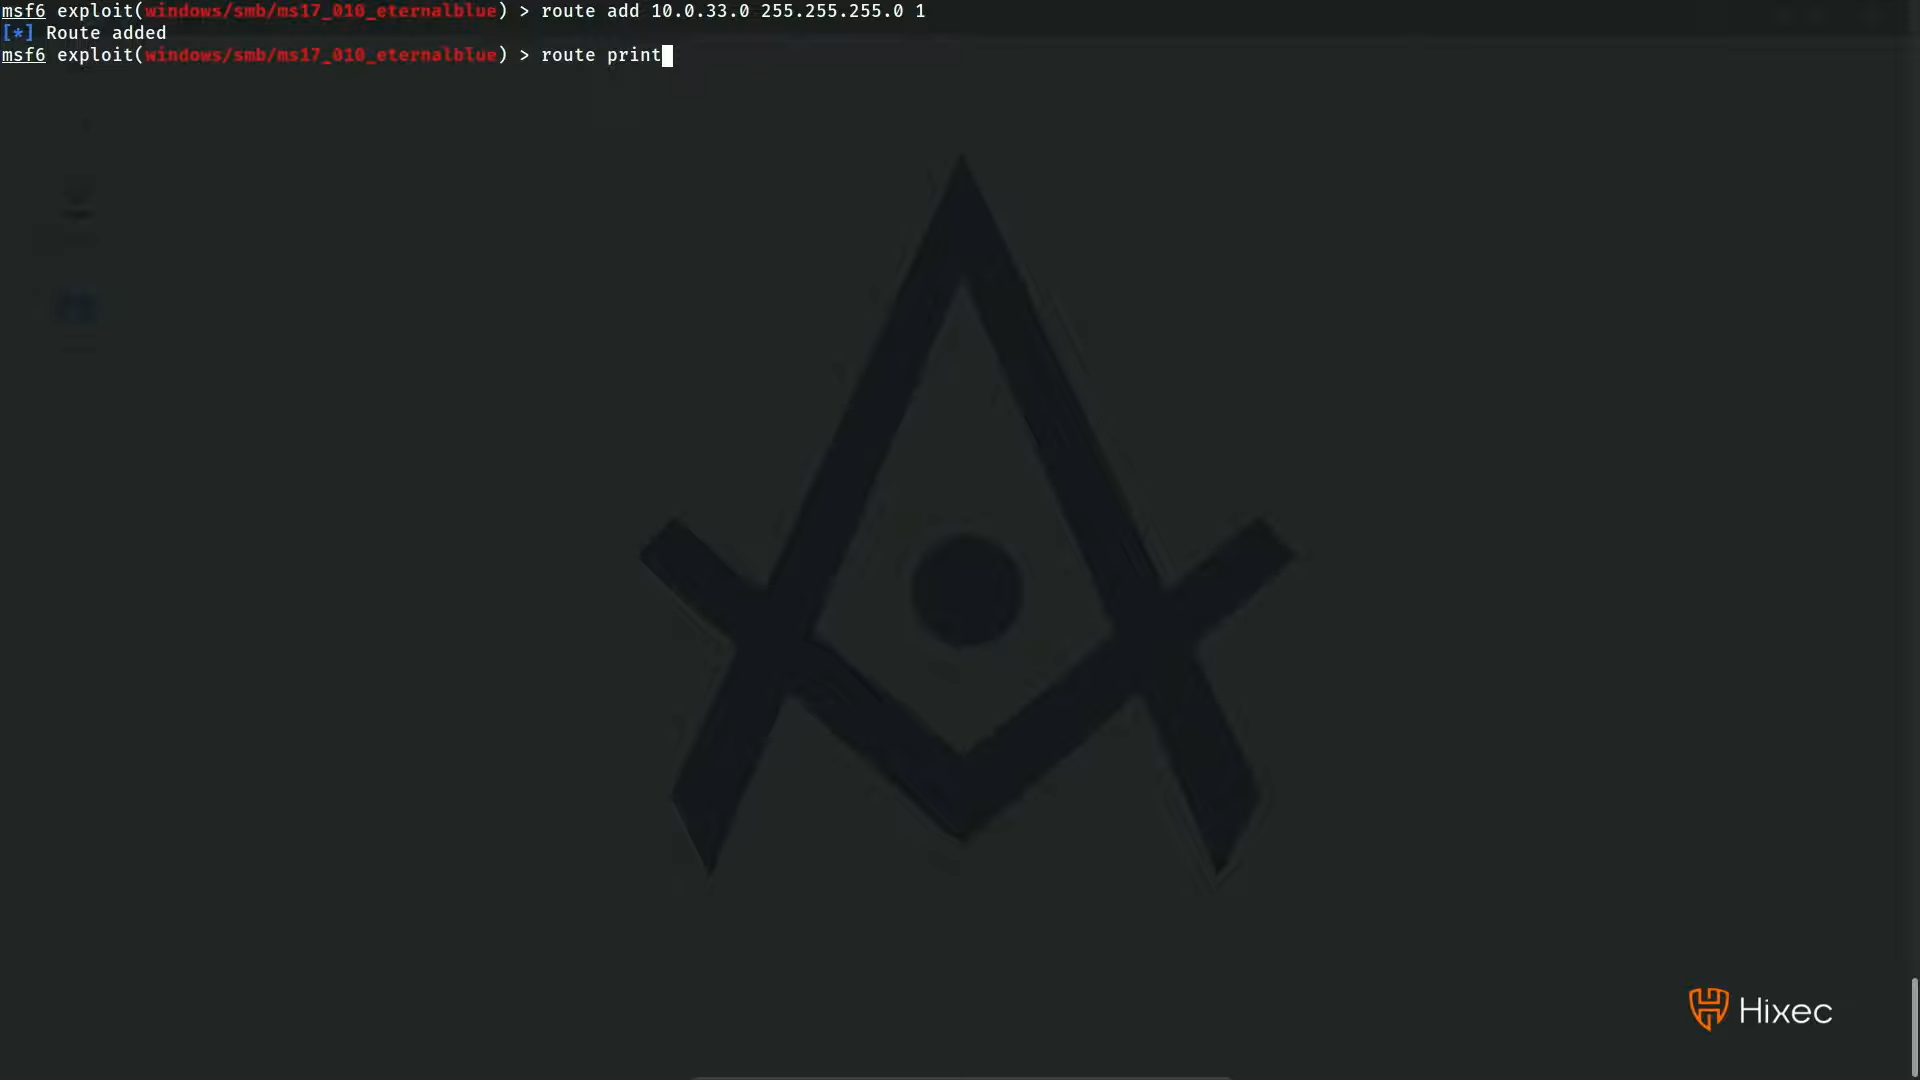 msf6 exploit(windows/smb/ms17_010_eternalblue) > route add 10.0.33.0 255.255.255.0 1
[*] Route added
msf6 exploit(windows/smb/ms17_010_eternalblue) > route print
Hixec